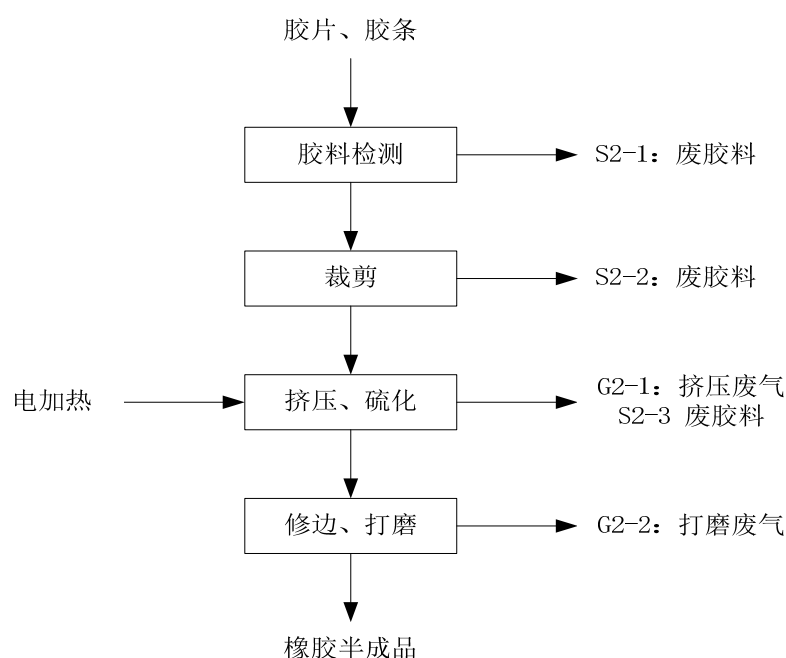 胶片、胶条
胶料检测
S2-1：废胶料
裁剪
S2-2：废胶料
电加热
挤压、硫化
G2-1：挤压废气
S2-3 废胶料
修边、打磨
G2-2：打磨废气
橡胶半成品